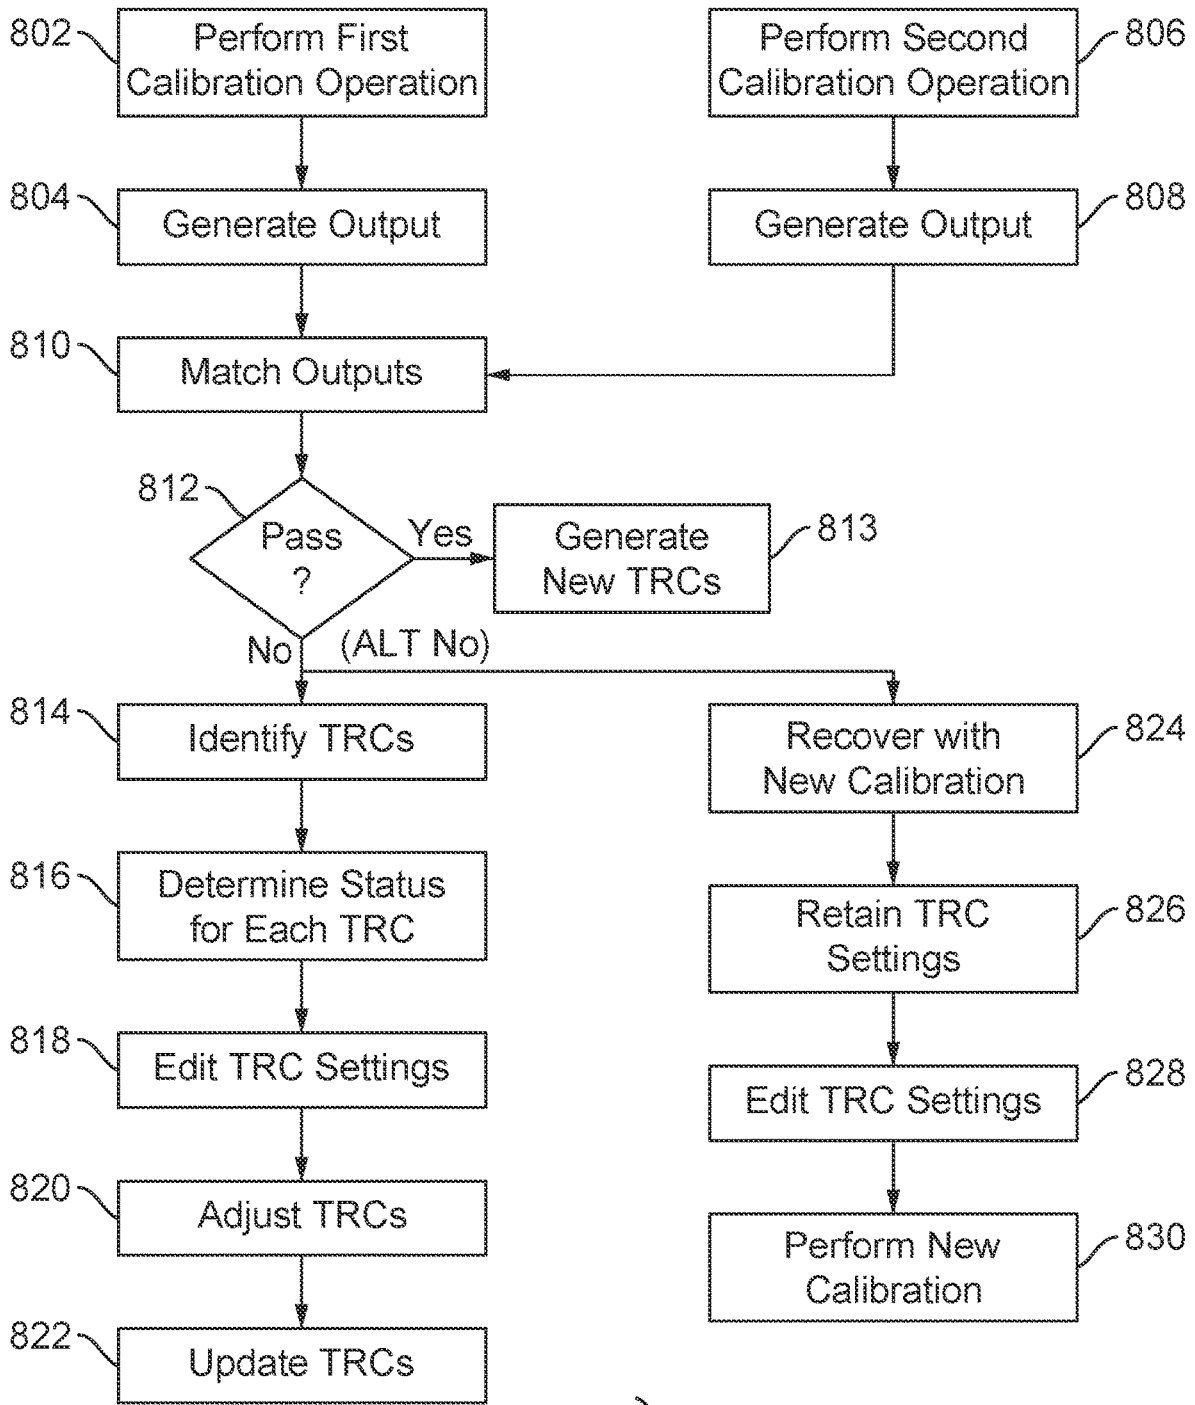 802
Perform First
Calibration Operation
Perform Second
Calibration Operation
806
804
Generate Output
Generate Output
808
810
Match Outputs
812
Pass
?
Yes
Generate
New TRCs
813
No
(ALT No)
814
Identify TRCs
Recover with
New Calibration
824
816
Determine Status
for Each TRC
Retain TRC
Settings
826
818
Edit TRC Settings
Edit TRC Settings
828
820
Adjust TRCs
Perform New
Calibration
830
822
Update TRCs